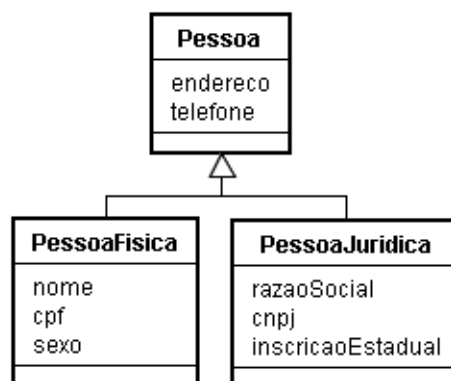 Pessoa
endereco
telefone
PessoaFisica
nome
cpf
sexo
PessoaJuridica
razaoSocial
cnpj
inscricaoEstadual